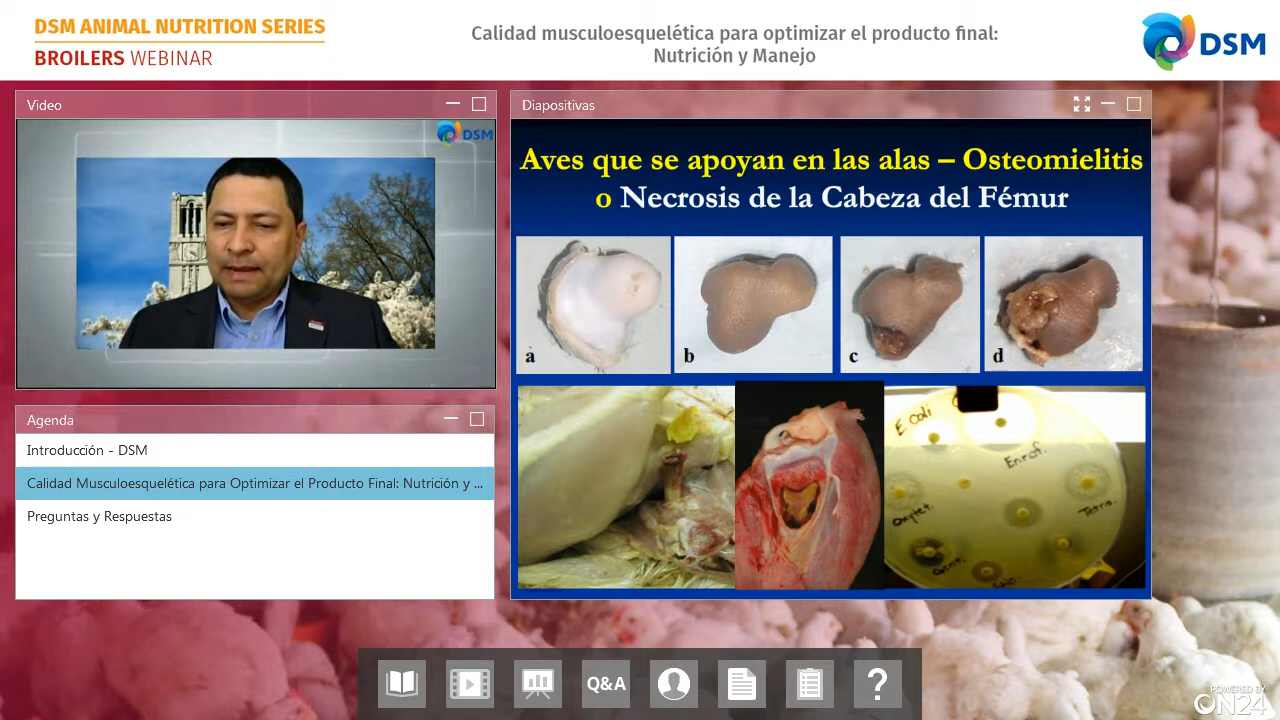 DSM ANIMAL NUTRITION SERIES
BROILERS WEBINAR
Calidad musculoesquelética para optimizar el producto final:
Nutrición y Manejo
DSM
Video
DSM
Agenda
Introducción - DSM
Calidad Musculoesquelética para Optimizar el Producto Final: Nutrición y ...
Preguntas y Respuestas
Diapositivas
Aves que se apoyan en las alas – Osteomielitis
o Necrosis de la Cabeza del Fémur
a
b
c
d
E. Coli
Enrof.
Oxytet.
Tetra.
Q&A
?
POWERED BY
ON24